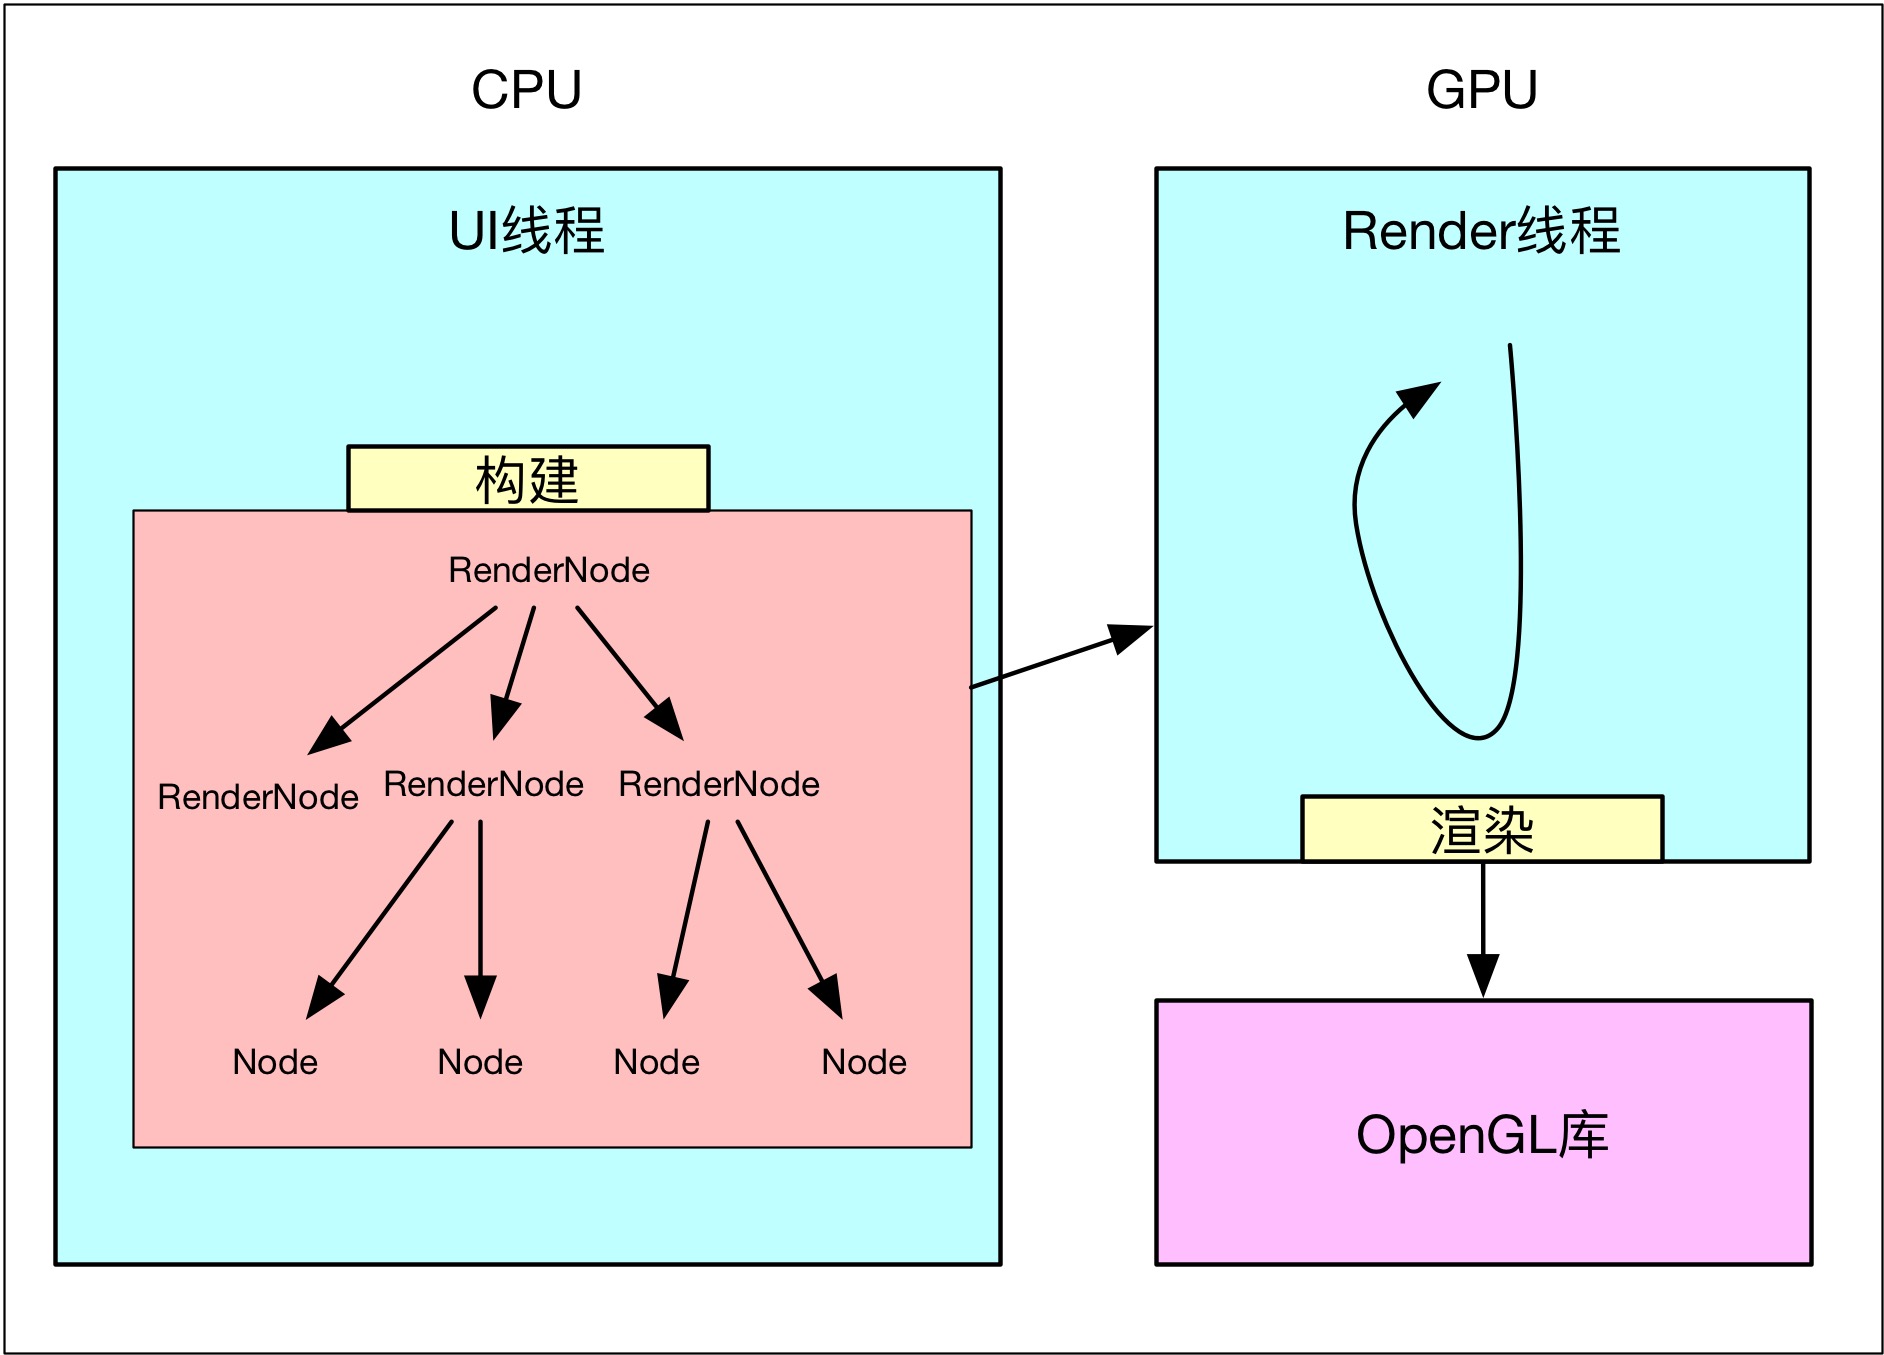 CPU
GPU
UI线程
Render线程
构建
RenderNode
RenderNode
RenderNode
RenderNode
Node
Node
Node
Node
渲染
OpenGL库